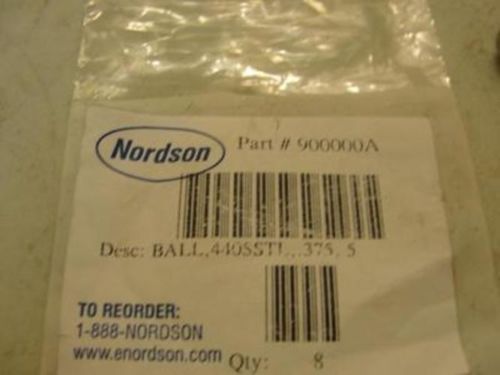 Nordson
Part # 900000A
Desc: BALL,440SSTL,.375, 5
TO REORDER:
1-888-NORDSON
www.enordson.com
Qty: 8